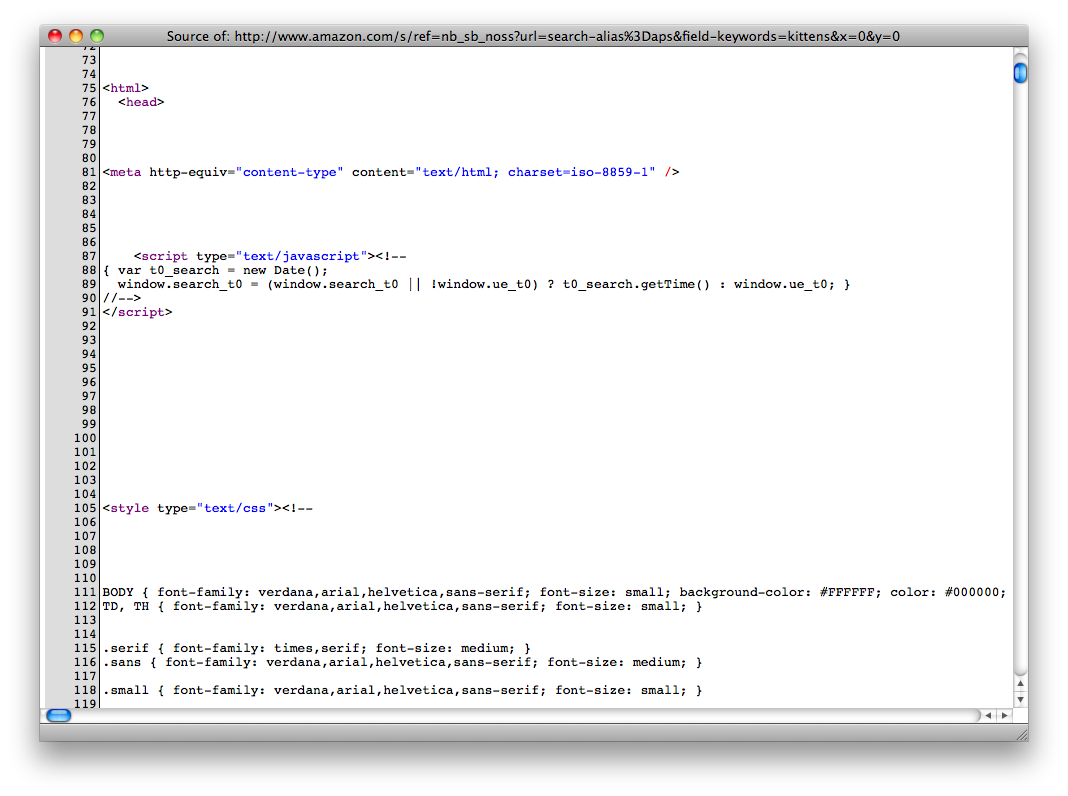 Source of: http://www.amazon.com/s/ref=nb_sb_noss?url=search-alias%3Daps&field-keywords=kittens&x=0&y=0
72
73
74
75 <html>
76 <head>
77
78
79
80
81 <meta http-equiv="content-type" content="text/html; charset=iso-8859-1" />
82
83
84
85
86
87 <script type="text/javascript"><!--
88 { var t0_search = new Date();
89 window.search_t0 = (window.search_t0 || !window.ue_t0) ? t0_search.getTime() : window.ue_t0; }
90 //-->
91 </script>
92
93
94
95
96
97
98
99
100
101
102
103
104
105 <style type="text/css"><!--
106
107
108
109
110
111 BODY { font-family: verdana,arial,helvetica,sans-serif; font-size: small; background-color: #FFFFFF; color: #000000;
112 TD, TH { font-family: verdana,arial,helvetica,sans-serif; font-size: small; }
113
114
115 .serif { font-family: times,serif; font-size: medium; }
116 .sans { font-family: verdana,arial,helvetica,sans-serif; font-size: medium; }
117
118 .small { font-family: verdana,arial,helvetica,sans-serif; font-size: small; }
119